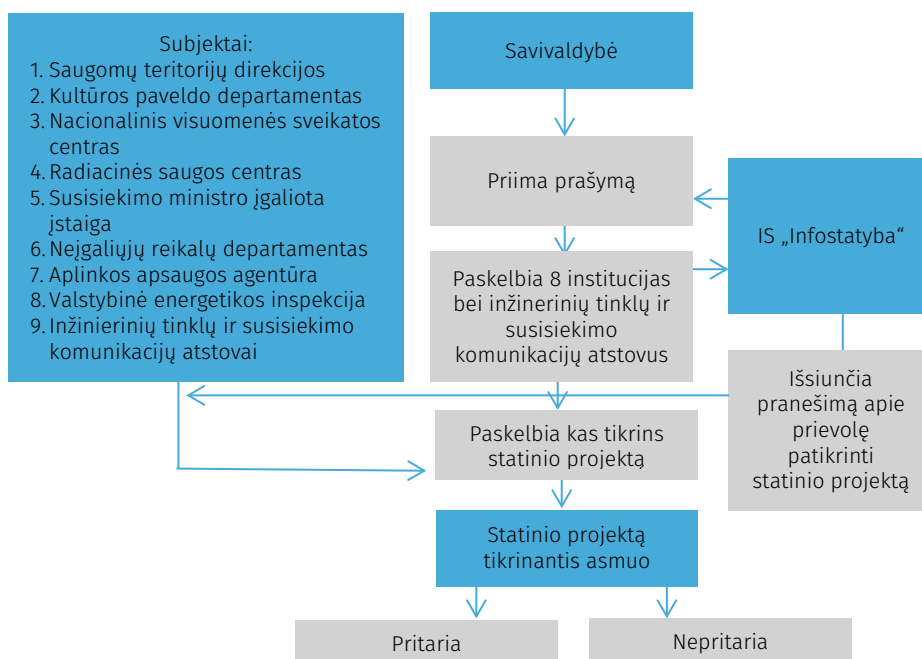 Subjektai:
1. Saugomų teritorijų direkcijos
2. Kultūros paveldo departamentas
3. Nacionalinis visuomenės sveikatos
centras
4. Radiacinės saugos centras
5. Susisiekimo ministro įgaliota
įstaiga
6. Neįgaliųjų reikalų departamentas
7. Aplinkos apsaugos agentūra
8. Valstybinė energetikos inspekcija
9. Inžinierinių tinklų ir susisiekimo
komunikacijų atstovai
Savivaldybė
Priima prašymą
IS „Infostatyba“
Paskelbia 8 institucijas
bei inžinerinių tinklų ir
susisiekimo
komunikacijų atstovus
Išsiunčia
pranešimą apie
prievolę
patikrinti
statinio projektą
Paskelbia kas tikrins
statinio projektą
Statinio projektą
tikrinantis asmuo
Pritaria
Nepritaria